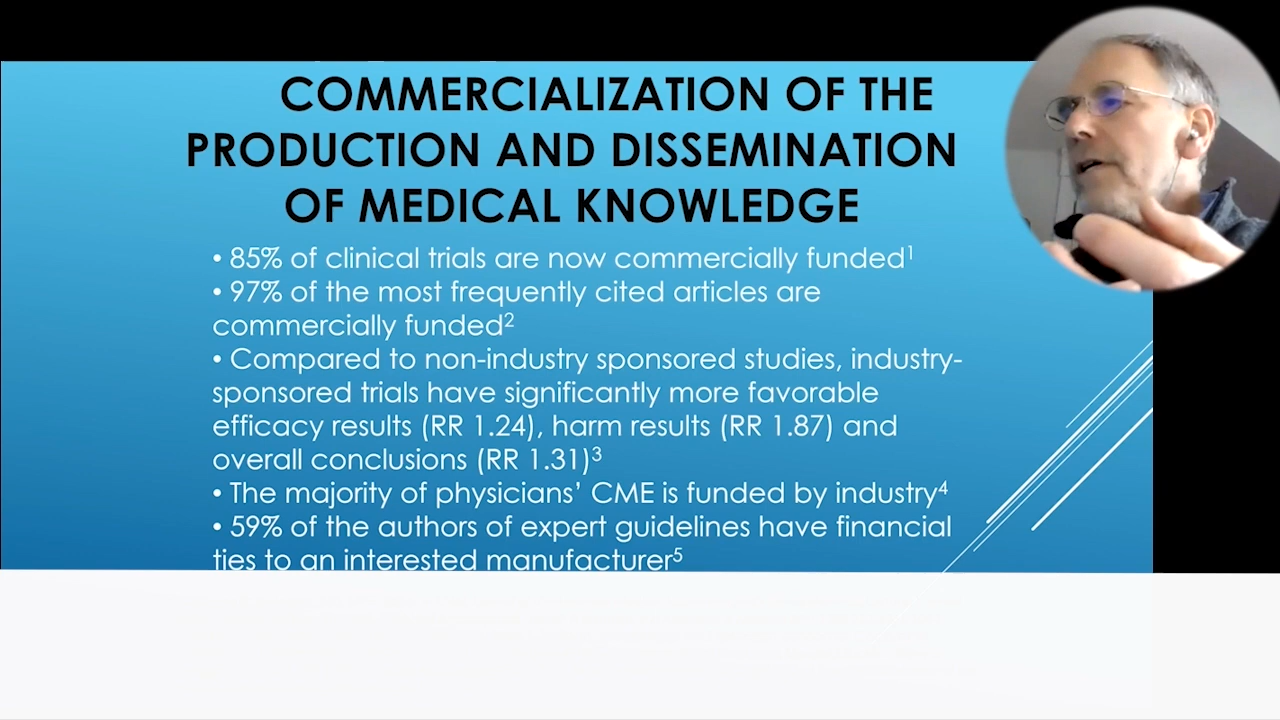 COMMERCIALIZATION OF THE
PRODUCTION AND DISSEMINATION
OF MEDICAL KNOWLEDGE
• 85% of clinical trials are now commercially funded¹
• 97% of the most frequently cited articles are
commercially funded²
• Compared to non-industry sponsored studies, industry-
sponsored trials have significantly more favorable
efficacy results (RR 1.24), harm results (RR 1.87) and
overall conclusions (RR 1.31)³
• The majority of physicians’ CME is funded by industry⁴
• 59% of the authors of expert guidelines have financial
ties to an interested manufacturer⁵